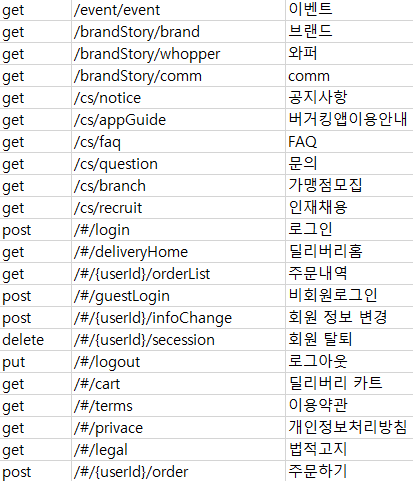 get /event/event 이벤트
get /brandStory/brand 브랜드
get /brandStory/whopper 와퍼
get /brandStory/comm comm
get /cs/notice 공지사항
get /cs/appGuide 버거킹앱이용안내
get /cs/faq FAQ
get /cs/question 문의
get /cs/branch 가맹점모집
get /cs/recruit 인재채용
post /#/login 로그인
get /#/deliveryHome 딜리버리홈
get /#/{userId}/orderList 주문내역
post /#/guestLogin 비회원로그인
post /#/{userId}/infoChange 회원 정보 변경
delete /#/{userId}/secession 회원 탈퇴
put /#/logout 로그아웃
get /#/cart 딜리버리 카트
get /#/terms 이용약관
get /#/privace 개인정보처리방침
get /#/legal 법적고지
post /#/{userId}/order 주문하기